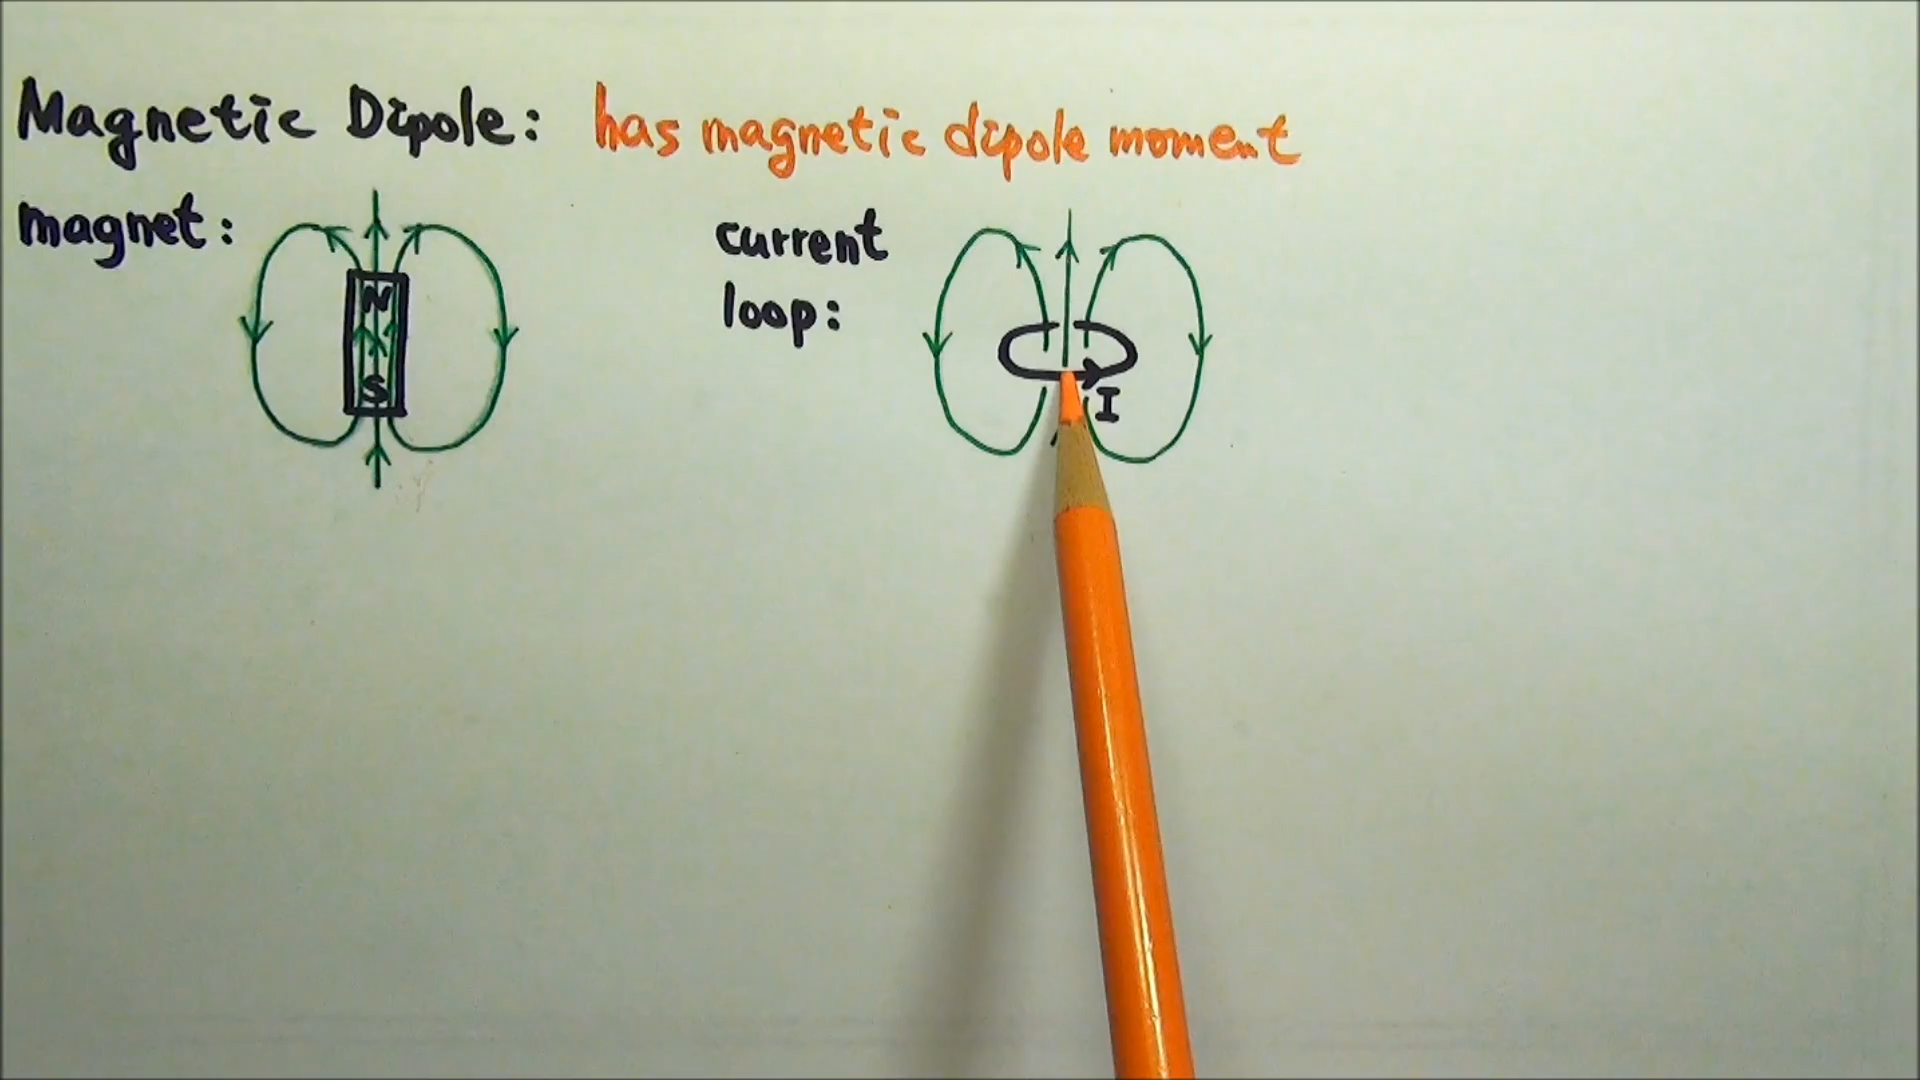 Magnetic Dipole: has magnetic dipole moment
magnet:
N
S
current
loop:
I